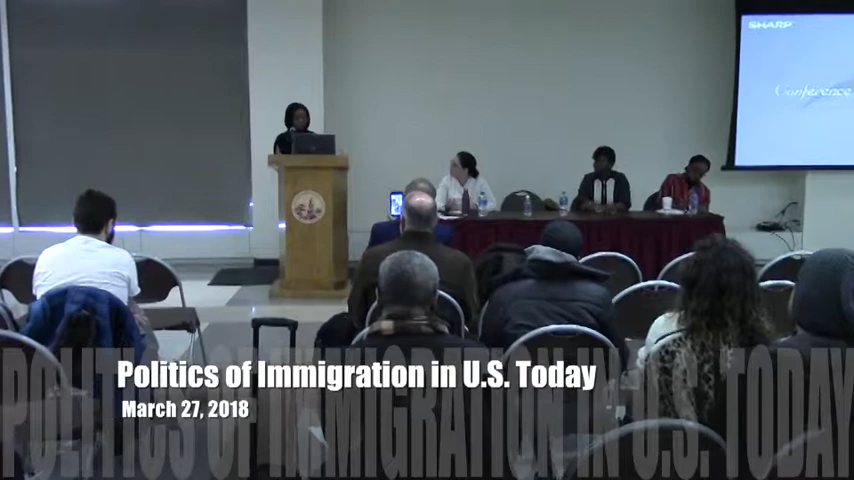 SHARP
Conference
Politics of Immigration in U.S. Today
March 27, 2018
POLITICS OF IMMIGRATION IN U.S. TODAY